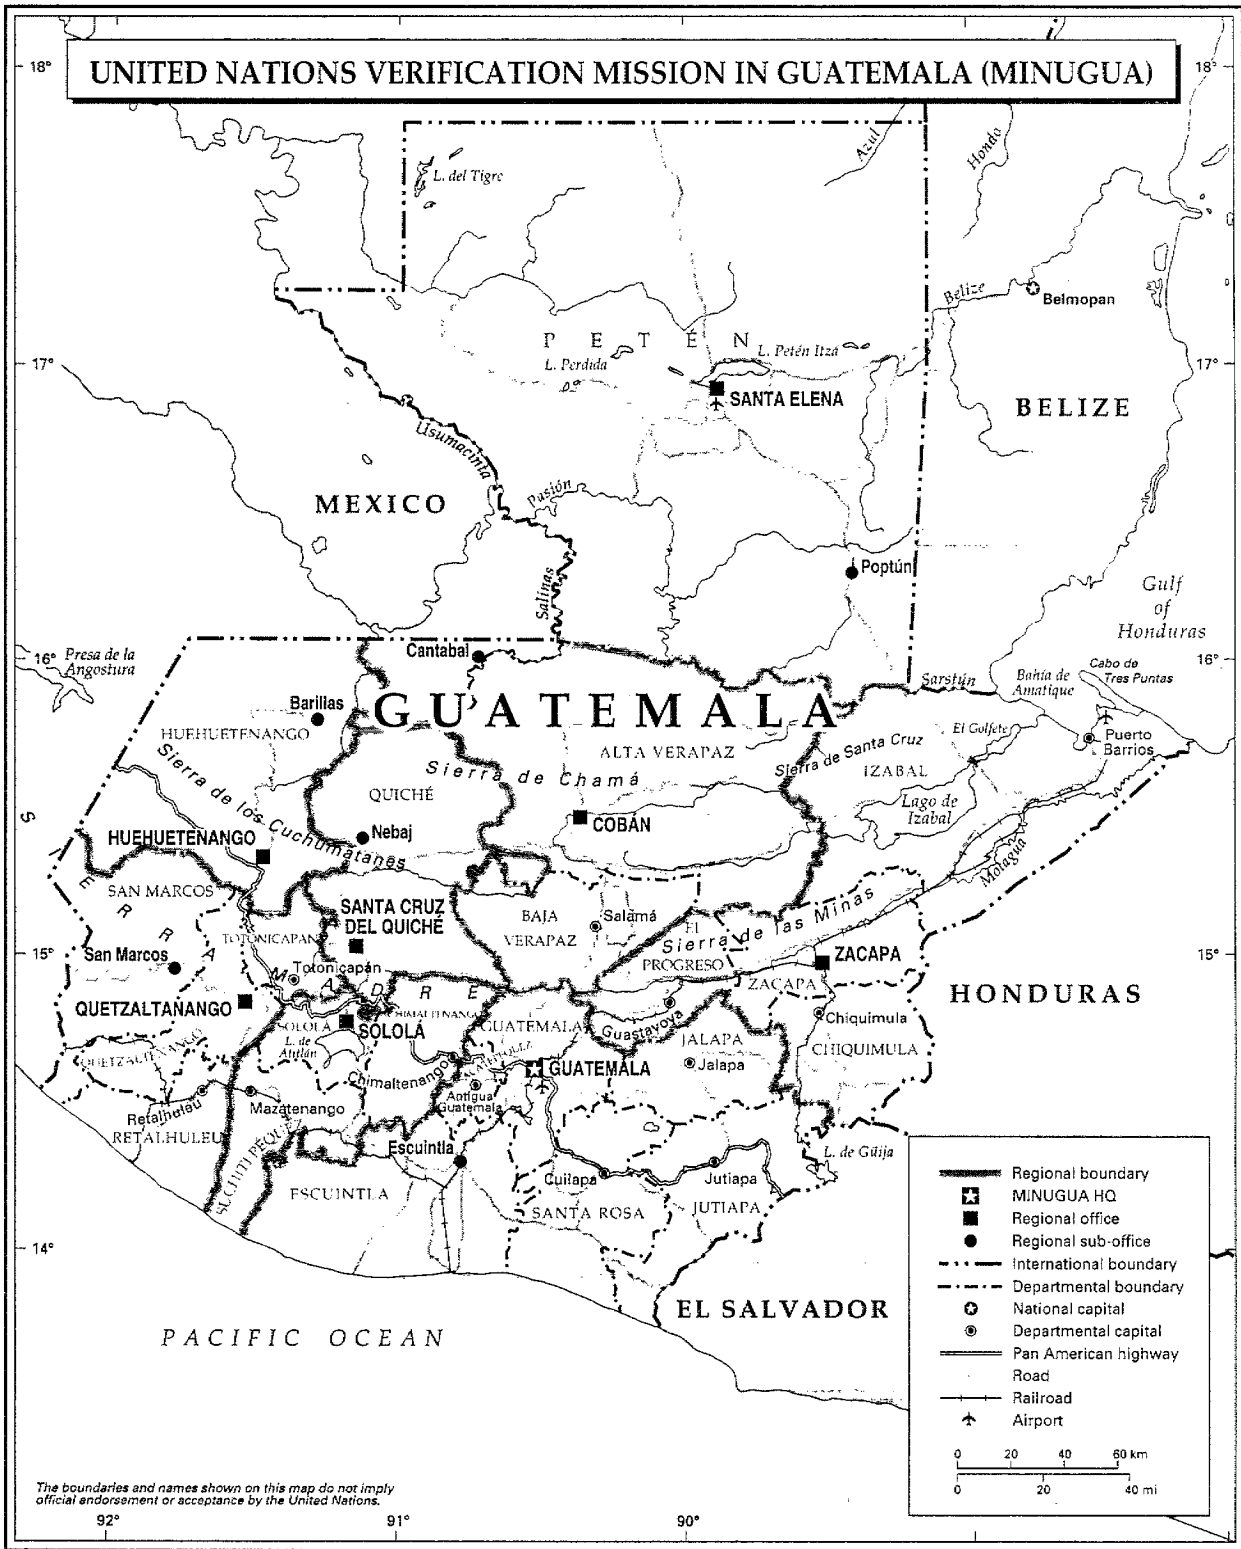 UNITED NATIONS VERIFICATION MISSION IN GUATEMALA (MINUGUA)
18°
18°
Azul
Hondo
L. del Tigre
Belize
Belmopan
PETÉN
L. Perdida
L. Petén Itzá
17°
17°
SANTA ELENA
BELIZE
Usumacinta
MEXICO
Pasión
Salinas
Poptún
Gulf
of
Honduras
16°
16°
Presa de la
Angostura
Cantabal
Sarstún
Bahía de
Amatique
Cabo de
Tres Puntas
Barillas
GUATEMALA
HUEHUETENANGO
ALTA VERAPAZ
El Golfete
Puerto
Barrios
Sierra de Santa Cruz
IZABAL
Sierra de Chamá
QUICHÉ
Sierra de los Cuchumatanes
Lago de
Izabal
COBÁN
Nebaj
HUEHUETENANGO
Motagua
SIERRA MADRE
SAN MARCOS
SANTA CRUZ
DEL QUICHÉ
BAJA
VERAPAZ
Salamá
EL
PROGRESO
Sierra de las Minas
TOTONICAPAN
San Marcos
Totonicapán
ZACAPA
15°
15°
ZACAPA
QUETZALTANANGO
HONDURAS
SOLOLÁ
SOLOLÁ
CHIMALTENANGO
GUATEMALA
Guastavoya
Chiquimula
L. de
Atitlán
JALAPA
CHIQUIMULA
QUETZALTENANGO
Chimaltenango
GUATEMALA
Jalapa
Retalhuleu
Mazatenango
Antigua
Guatemala
RETALHULEU
SUCHITEPEQUEZ
Escuintla
L. de Güija
ESCUINTLA
Cuilapa
Jutiapa
SANTA ROSA
JUTIAPA
14°
EL SALVADOR
PACIFIC OCEAN
Regional boundary
MINUGUA HQ
Regional office
Regional sub-office
International boundary
Departmental boundary
National capital
Departmental capital
Pan American highway
Road
Railroad
Airport
0 20 40 60 km
0 20 40 mi
The boundaries and names shown on this map do not imply
official endorsement or acceptance by the United Nations.
92°
91°
90°